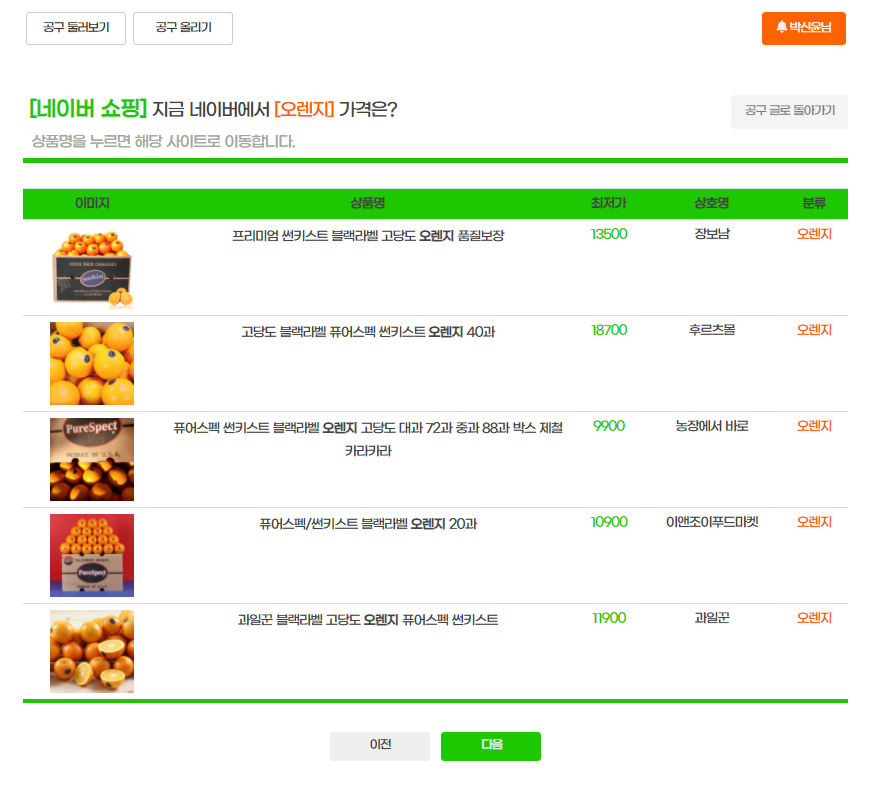 공구 둘러보기 공구 올리기 박신윤님
[네이버 쇼핑] 지금 네이버에서 [오렌지] 가격은? 공구 글로 돌아가기
상품명을 누르면 해당 사이트로 이동합니다.
이미지 상품명 최저가 상호명 분류
프리미엄 썬키스트 블랙라벨 고당도 오렌지 품질보장 13500 장보남 오렌지
고당도 블랙라벨 퓨어스펙 썬키스트 오렌지 40과 18700 후르츠몰 오렌지
PureSpect
PRODUCE OF U.S.A.
퓨어스펙 썬키스트 블랙라벨 오렌지 고당도 대과 72과 중과 88과 박스 제철 9900 농장에서 바로 오렌지
카라카라
PureSpect
퓨어스펙/썬키스트 블랙라벨 오렌지 20과 10900 이앤조이푸드마켓 오렌지
과일꾼 블랙라벨 고당도 오렌지 퓨어스펙 썬키스트 11900 과일꾼 오렌지
이전 다음